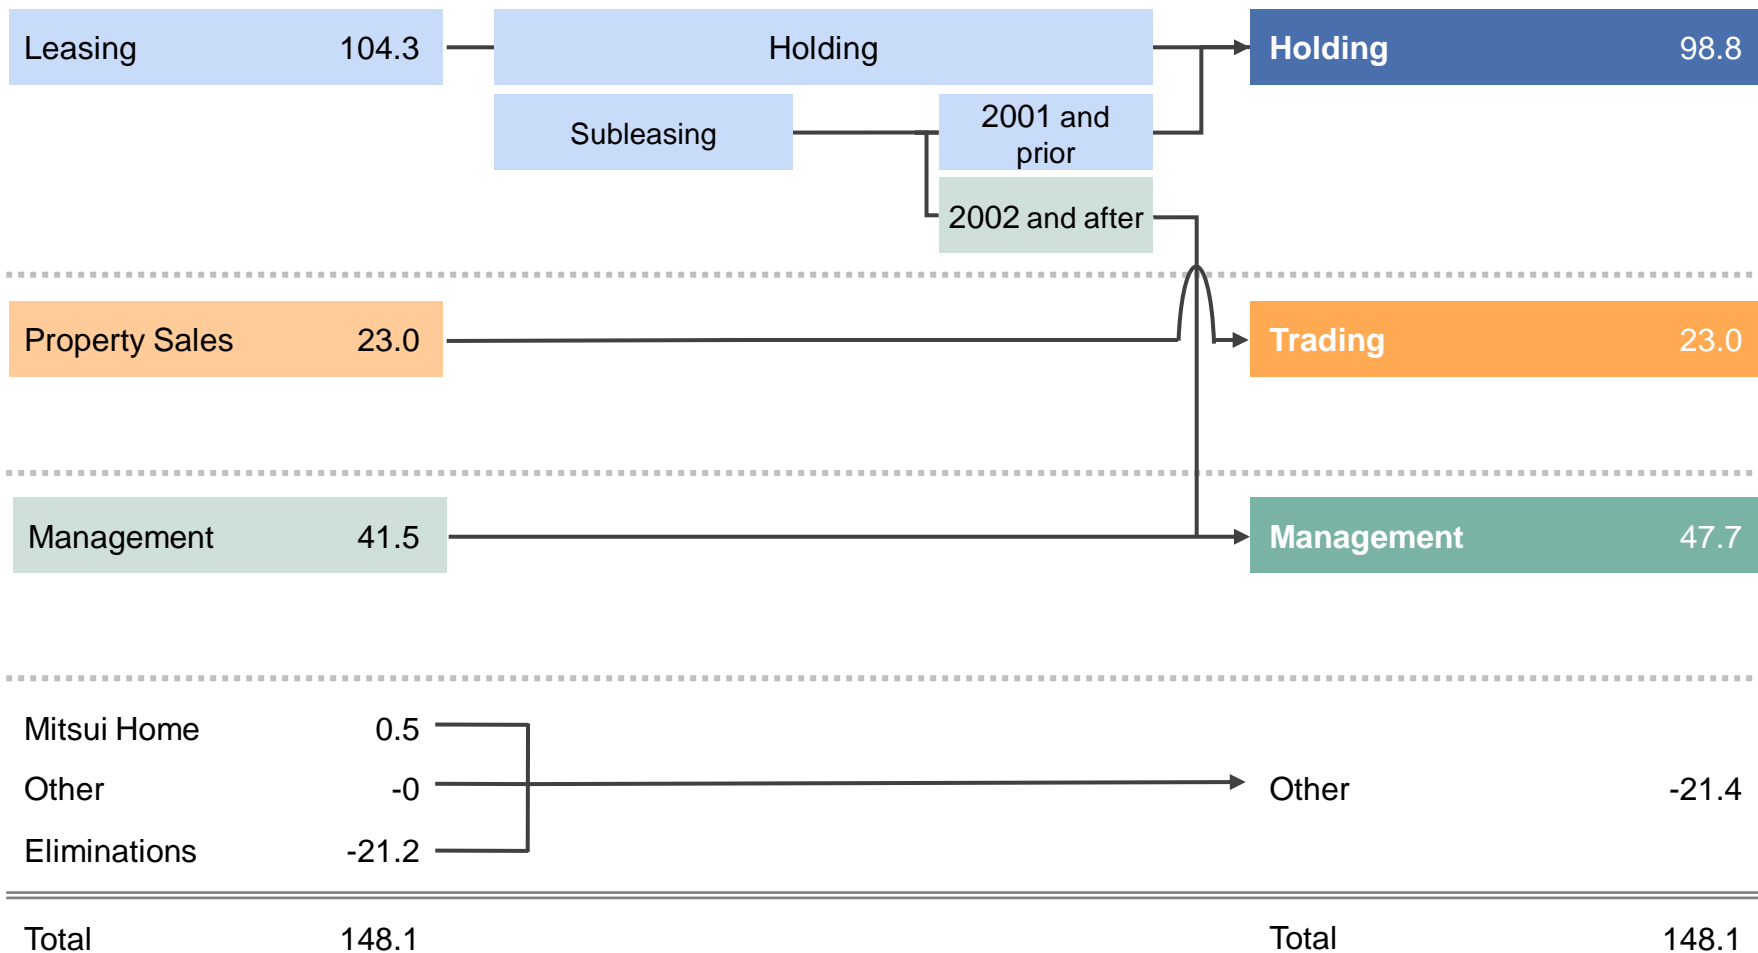 Leasing 104.3 Holding Holding 98.8
Subleasing 2001 and
prior
2002 and after
Property Sales 23.0 Trading 23.0
Management 41.5 Management 47.7
Mitsui Home 0.5
Other -0 Other -21.4
Eliminations -21.2
Total 148.1 Total 148.1